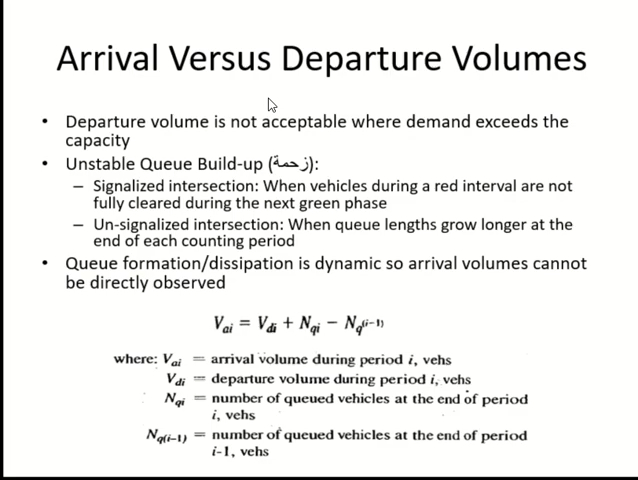 Arrival Versus Departure Volumes
• Departure volume is not acceptable where demand exceeds the
capacity
• Unstable Queue Build-up (زحمة):
– Signalized intersection: When vehicles during a red interval are not
fully cleared during the next green phase
– Un-signalized intersection: When queue lengths grow longer at the
end of each counting period
• Queue formation/dissipation is dynamic so arrival volumes cannot
be directly observed
V_ai = V_di + N_qi − N_q(i−1)
where: V_ai = arrival volume during period i, vehs
V_di = departure volume during period i, vehs
N_qi = number of queued vehicles at the end of period
i, vehs
N_q(i−1) = number of queued vehicles at the end of period
i-1, vehs